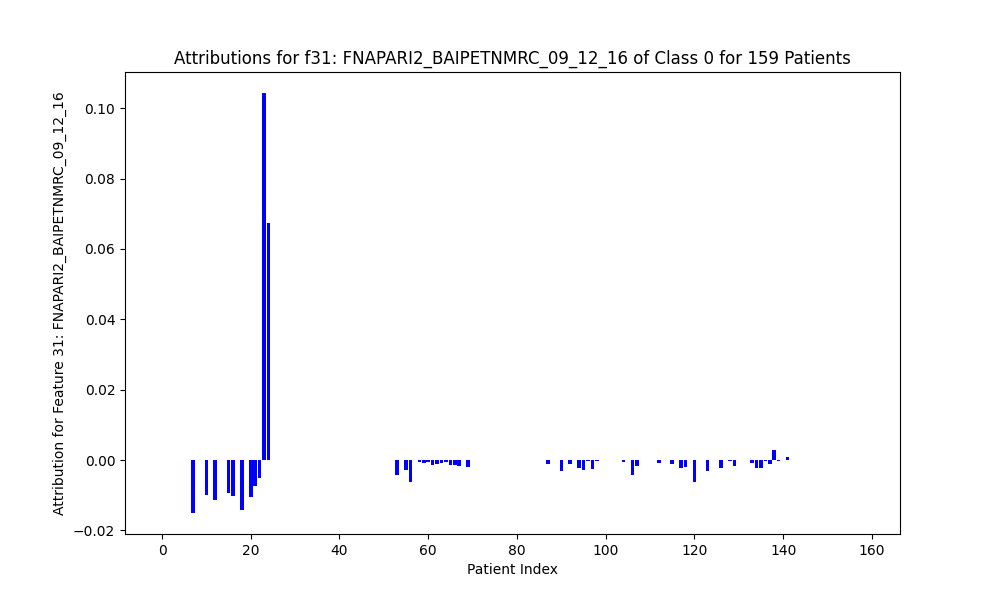 Attributions for f31: FNAPARI2_BAIPETNMRC_09_12_16 of Class 0 for 159 Patients
Attribution for Feature 31: FNAPARI2_BAIPETNMRC_09_12_16
0.10
0.08
0.06
0.04
0.02
0.00
−0.02
0 20 40 60 80 100 120 140 160
Patient Index